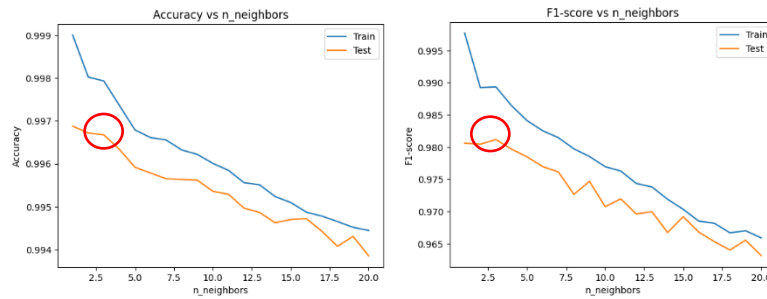 Accuracy vs n_neighbors
0.999
0.998
0.997
0.996
0.995
0.994
Accuracy
2.5 5.0 7.5 10.0 12.5 15.0 17.5 20.0
n_neighbors
Train
Test
F1-score vs n_neighbors
0.995
0.990
0.985
0.980
0.975
0.970
0.965
F1-score
2.5 5.0 7.5 10.0 12.5 15.0 17.5 20.0
n_neighbors
Train
Test